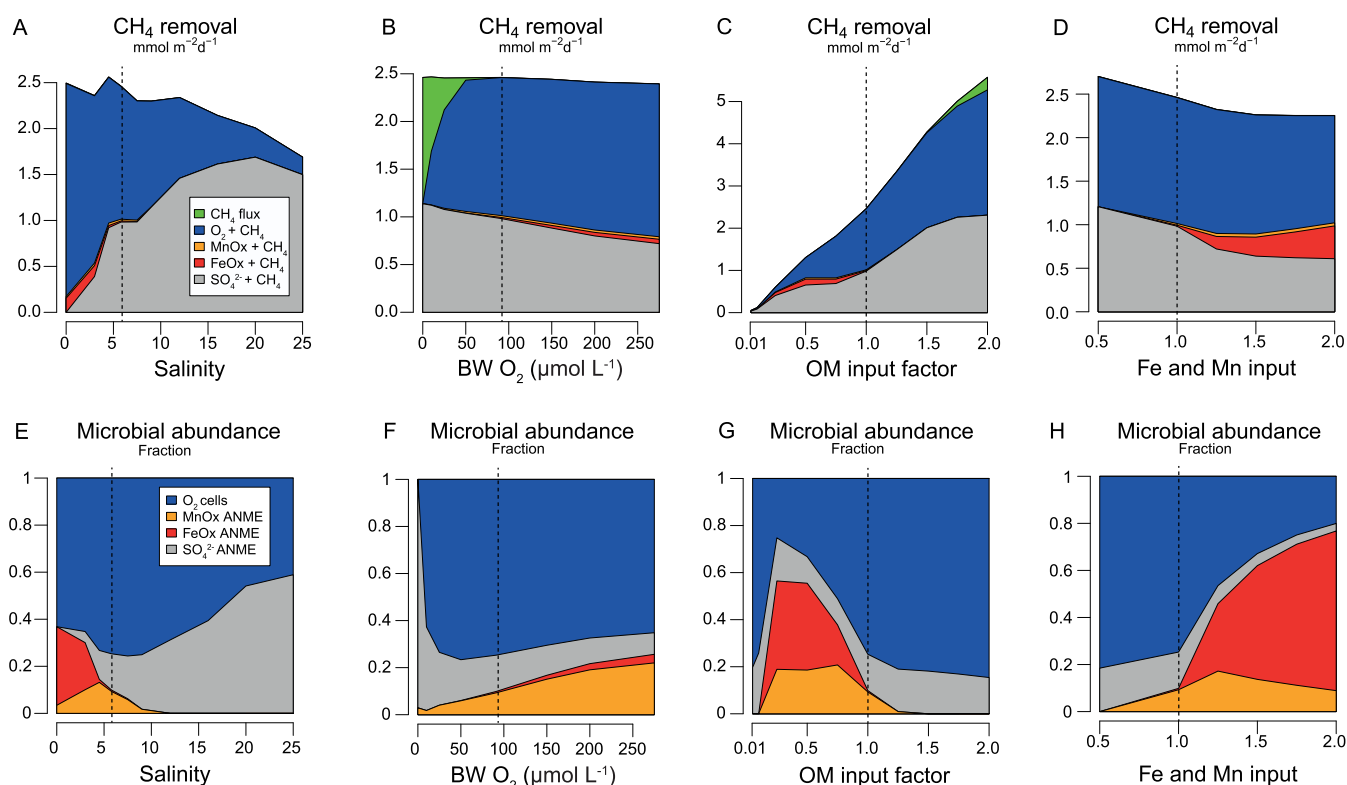 A
CH₄ removal
mmol m⁻²d⁻¹
2.5
2.0
1.5
1.0
0.5
0.0
CH₄ flux
O₂ + CH₄
MnOx + CH₄
FeOx + CH₄
SO₄²⁻ + CH₄
0 5 10 15 20 25
Salinity
B
CH₄ removal
mmol m⁻²d⁻¹
2.5
2.0
1.5
1.0
0.5
0.0
0 50 100 150 200 250
BW O₂ (µmol L⁻¹)
C
CH₄ removal
mmol m⁻²d⁻¹
5
4
3
2
1
0
0.01 0.5 1.0 1.5 2.0
OM input factor
D
CH₄ removal
mmol m⁻²d⁻¹
2.5
2.0
1.5
1.0
0.5
0.0
0.5 1.0 1.5 2.0
Fe and Mn input
E
Microbial abundance
Fraction
1
0.8
0.6
0.4
0.2
0
O₂ cells
MnOx ANME
FeOx ANME
SO₄²⁻ ANME
0 5 10 15 20 25
Salinity
F
Microbial abundance
Fraction
1
0.8
0.6
0.4
0.2
0
0 50 100 150 200 250
BW O₂ (µmol L⁻¹)
G
Microbial abundance
Fraction
1
0.8
0.6
0.4
0.2
0
0.01 0.5 1.0 1.5 2.0
OM input factor
H
Microbial abundance
Fraction
1
0.8
0.6
0.4
0.2
0
0.5 1.0 1.5 2.0
Fe and Mn input